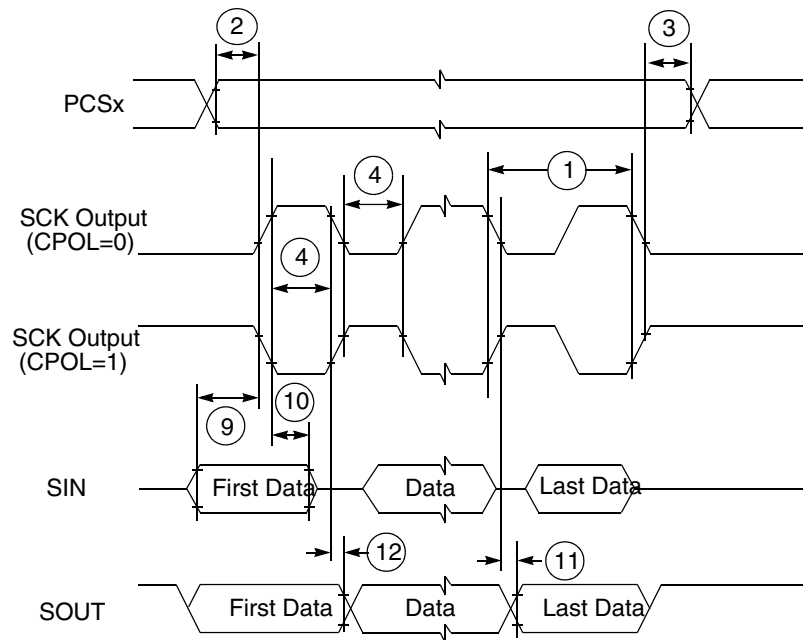 2
3
PCSx
4
1
SCK Output
(CPOL=0)
4
SCK Output
(CPOL=1)
9
10
SIN
First Data
Data
Last Data
12
11
SOUT
First Data
Data
Last Data